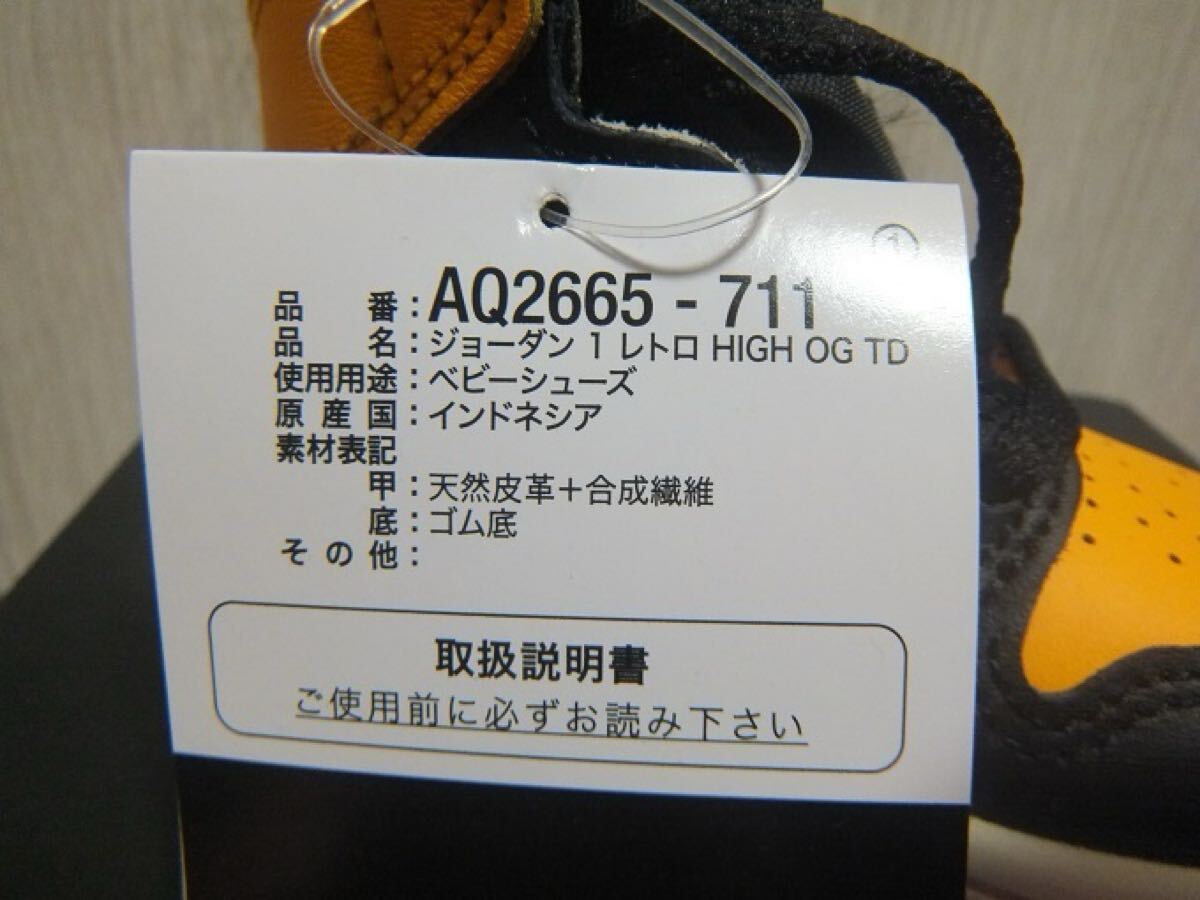 ①
品番：AQ2665 - 711
品名：ジョーダン 1 レトロ HIGH OG TD
使用用途：ベビーシューズ
原産国：インドネシア
素材表記
甲：天然皮革＋合成繊維
底：ゴム底
その他：
取扱説明書
ご使用前に必ずお読み下さい